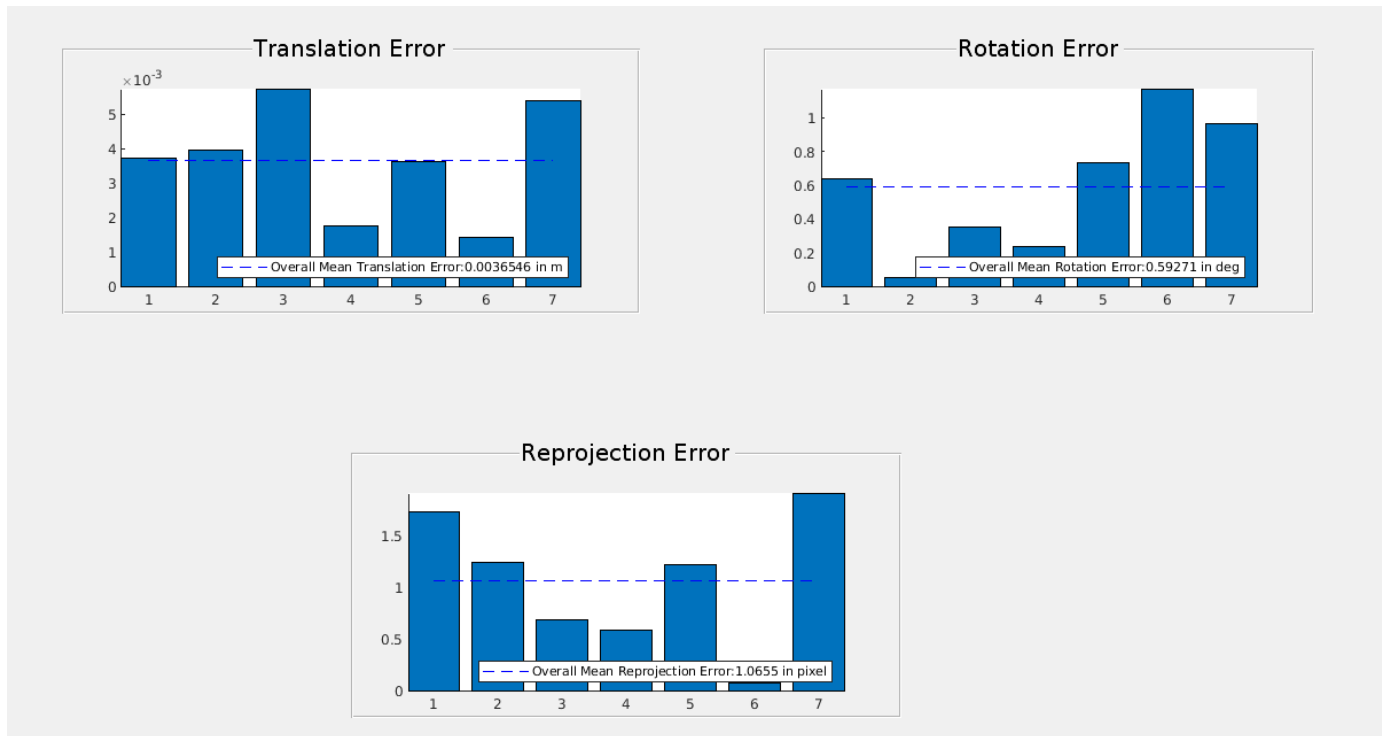 Translation Error
×10-3
5
4
3
2
1
0
Overall Mean Translation Error:0.0036546 in m
1 2 3 4 5 6 7
Rotation Error
1
0.8
0.6
0.4
0.2
0
Overall Mean Rotation Error:0.59271 in deg
1 2 3 4 5 6 7
Reprojection Error
1.5
1
0.5
0
Overall Mean Reprojection Error:1.0655 in pixel
1 2 3 4 5 6 7